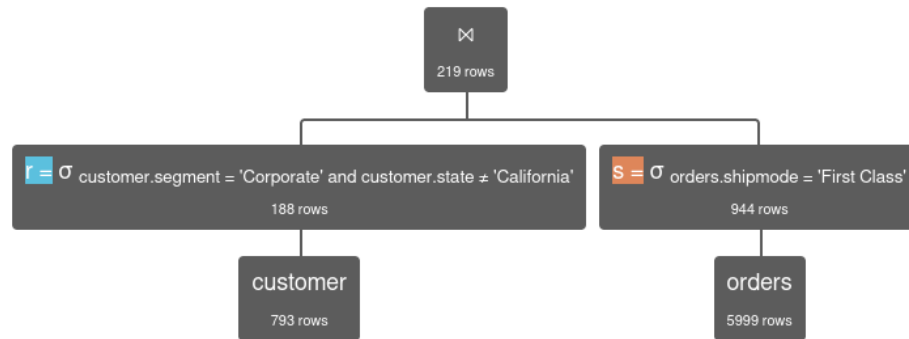 ⋈
219 rows
r = σ customer.segment = 'Corporate' and customer.state ≠ 'California'
188 rows
s = σ orders.shipmode = 'First Class'
944 rows
customer
793 rows
orders
5999 rows